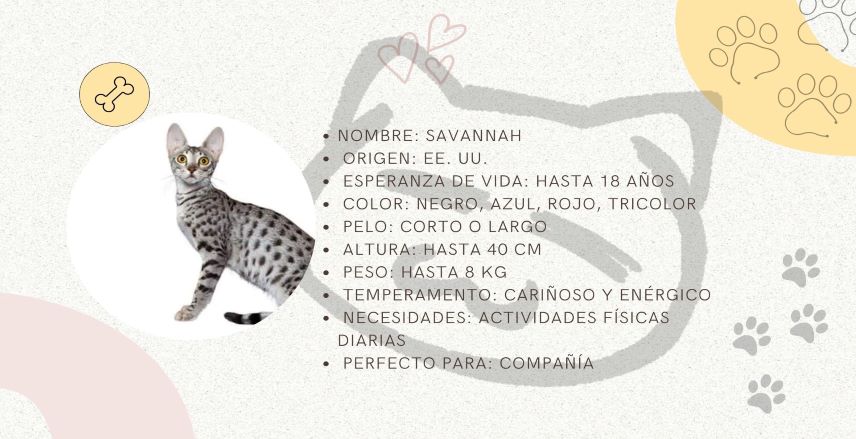 • NOMBRE: SAVANNAH
• ORIGEN: EE. UU.
• ESPERANZA DE VIDA: HASTA 18 AÑOS
• COLOR: NEGRO, AZUL, ROJO, TRICOLOR
• PELO: CORTO O LARGO
• ALTURA: HASTA 40 CM
• PESO: HASTA 8 KG
• TEMPERAMENTO: CARIÑOSO Y ENÉRGICO
• NECESIDADES: ACTIVIDADES FÍSICAS
DIARIAS
• PERFECTO PARA: COMPAÑÍA